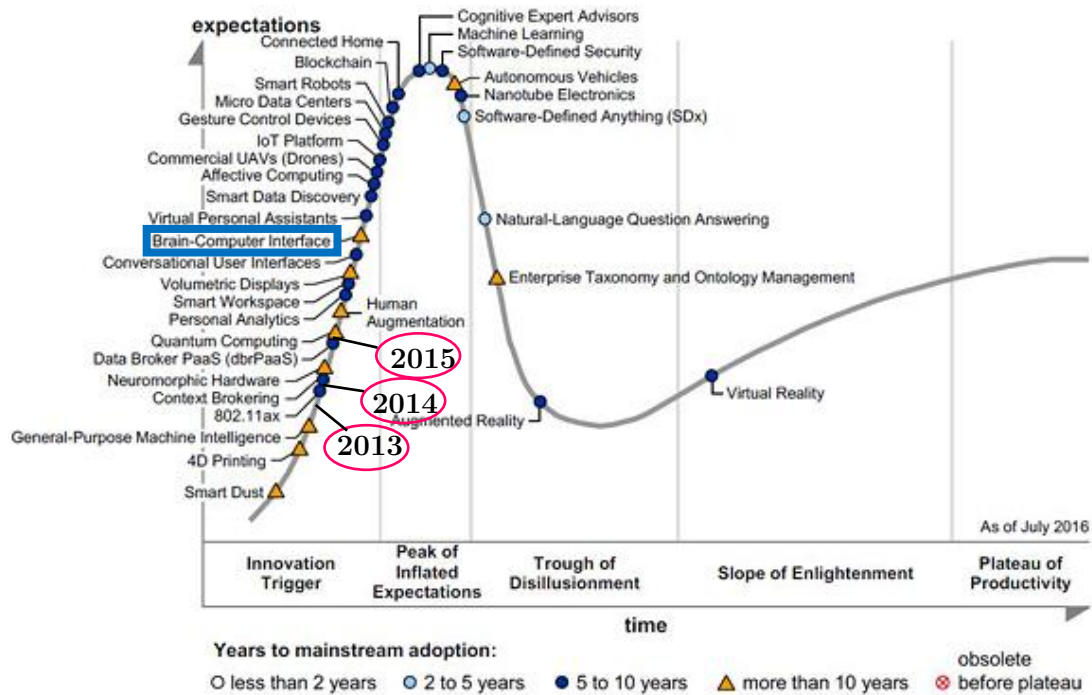 expectations
Cognitive Expert Advisors
Machine Learning
Software-Defined Security
Connected Home
Blockchain
Smart Robots
Micro Data Centers
Gesture Control Devices
IoT Platform
Commercial UAVs (Drones)
Affective Computing
Smart Data Discovery
Virtual Personal Assistants
Brain-Computer Interface
Conversational User Interfaces
Volumetric Displays
Smart Workspace
Personal Analytics
Quantum Computing
Data Broker PaaS (dbrPaaS)
Neuromorphic Hardware
Context Brokering
802.11ax
General-Purpose Machine Intelligence
4D Printing
Smart Dust
Human
Augmentation
2015
2014
2013
Autonomous Vehicles
Nanotube Electronics
Software-Defined Anything (SDx)
Natural-Language Question Answering
Enterprise Taxonomy and Ontology Management
Augmented Reality
Virtual Reality
As of July 2016
Innovation
Trigger
Peak of
Inflated
Expectations
Trough of
Disillusionment
Slope of Enlightenment
Plateau of
Productivity
time
Years to mainstream adoption:
less than 2 years
2 to 5 years
5 to 10 years
more than 10 years
obsolete
before plateau